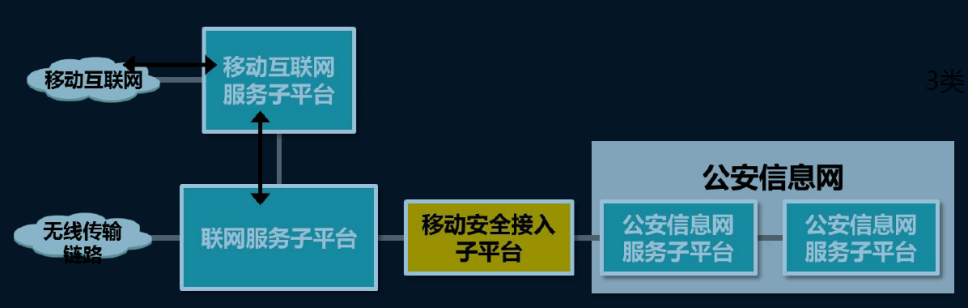 移动互联网
移动互联网
服务子平台
3类
公安信息网
无线传输
链路
联网服务子平台
移动安全接入
子平台
公安信息网
服务子平台
公安信息网
服务子平台